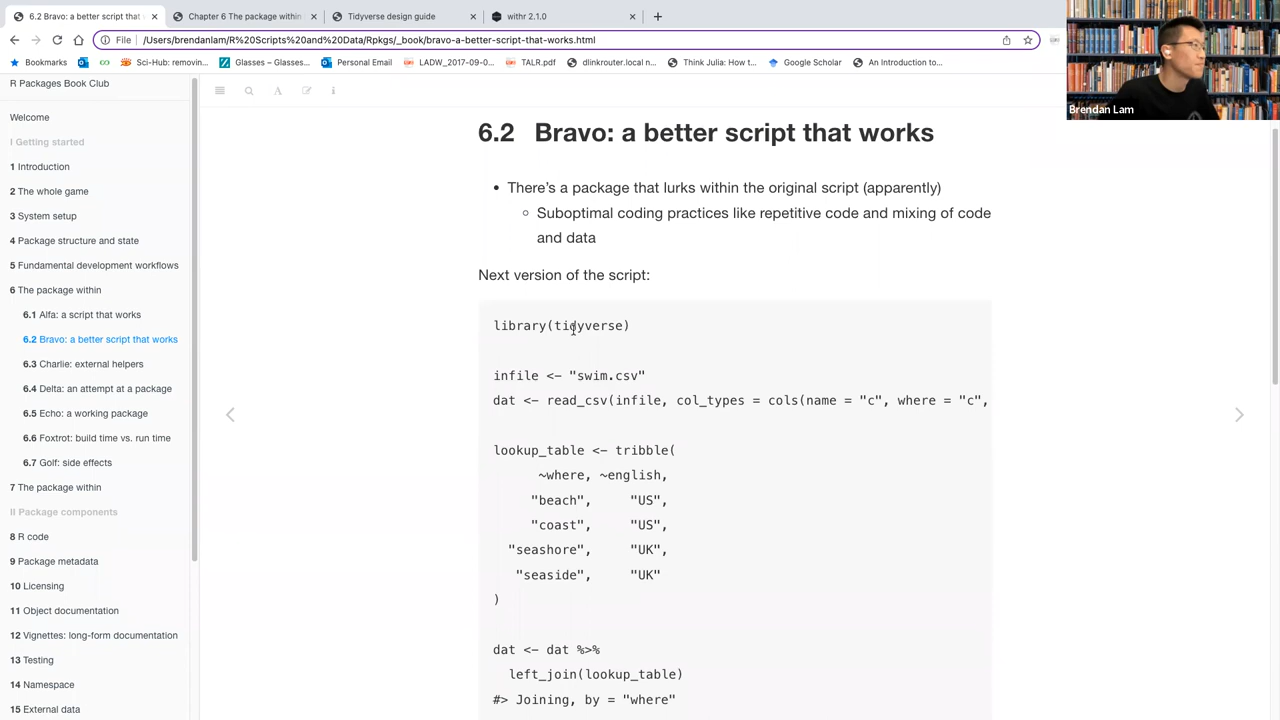 6.2 Bravo: a better script that
Chapter 6 The package within
Tidyverse design guide
withr 2.1.0
File
/Users/brendanlam/R%20Scripts%20and%20Data/Rpkgs/_book/bravo-a-better-script-that-works.html
Bookmarks
Sci-Hub: removin...
Glasses – Glasses...
Personal Email
LADW_2017-09-0...
TALR.pdf
dlinkrouter.local n...
Think Julia: How t...
Google Scholar
An Introduction to...
Brendan Lam
R Packages Book Club
Welcome
I Getting started
1 Introduction
2 The whole game
3 System setup
4 Package structure and state
5 Fundamental development workflows
6 The package within
6.1 Alfa: a script that works
6.2 Bravo: a better script that works
6.3 Charlie: external helpers
6.4 Delta: an attempt at a package
6.5 Echo: a working package
6.6 Foxtrot: build time vs. run time
6.7 Golf: side effects
7 The package within
II Package components
8 R code
9 Package metadata
10 Licensing
11 Object documentation
12 Vignettes: long-form documentation
13 Testing
14 Namespace
15 External data
6.2 Bravo: a better script that works
• There's a package that lurks within the original script (apparently)
Suboptimal coding practices like repetitive code and mixing of code
and data
Next version of the script:
library(tidyverse)
infile <- "swim.csv"
dat <- read_csv(infile, col_types = cols(name = "c", where = "c",
lookup_table <- tribble(
~where, ~english,
"beach", "US",
"coast", "US",
"seashore", "UK",
"seaside", "UK"
)
dat <- dat %>%
left_join(lookup_table)
#> Joining, by = "where"